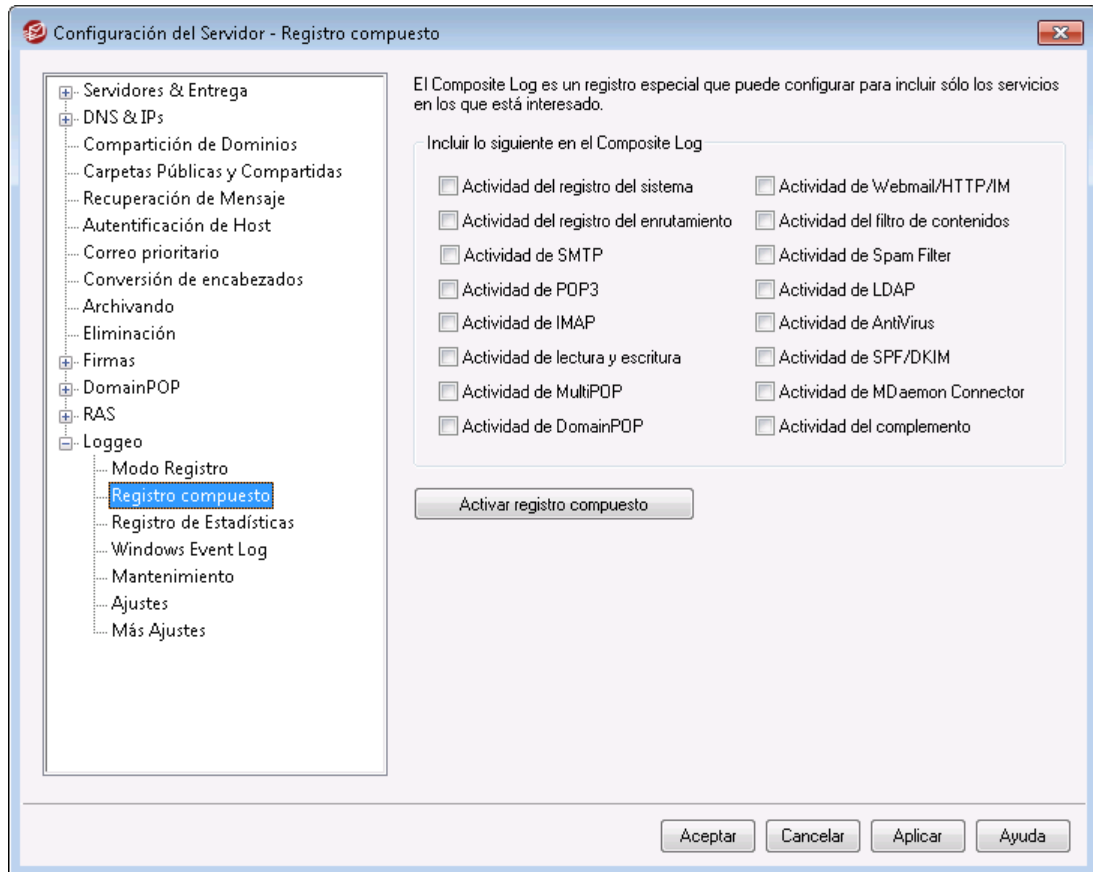 Configuración del Servidor - Registro compuesto
Servidores & Entrega
DNS & IPs
Compartición de Dominios
Carpetas Públicas y Compartidas
Recuperación de Mensaje
Autentificación de Host
Correo prioritario
Conversión de encabezados
Archivando
Eliminación
Firmas
DomainPOP
RAS
Loggeo
Modo Registro
Registro compuesto
Registro de Estadísticas
Windows Event Log
Mantenimiento
Ajustes
Más Ajustes
El Composite Log es un registro especial que puede configurar para incluir sólo los servicios
en los que está interesado.
Incluir lo siguiente en el Composite Log
Actividad del registro del sistema
Actividad del registro del enrutamiento
Actividad de SMTP
Actividad de POP3
Actividad de IMAP
Actividad de lectura y escritura
Actividad de MultiPOP
Actividad de DomainPOP
Actividad de Webmail/HTTP/IM
Actividad del filtro de contenidos
Actividad de Spam Filter
Actividad de LDAP
Actividad de AntiVirus
Actividad de SPF/DKIM
Actividad de MDaemon Connector
Actividad del complemento
Activar registro compuesto
Aceptar
Cancelar
Aplicar
Ayuda